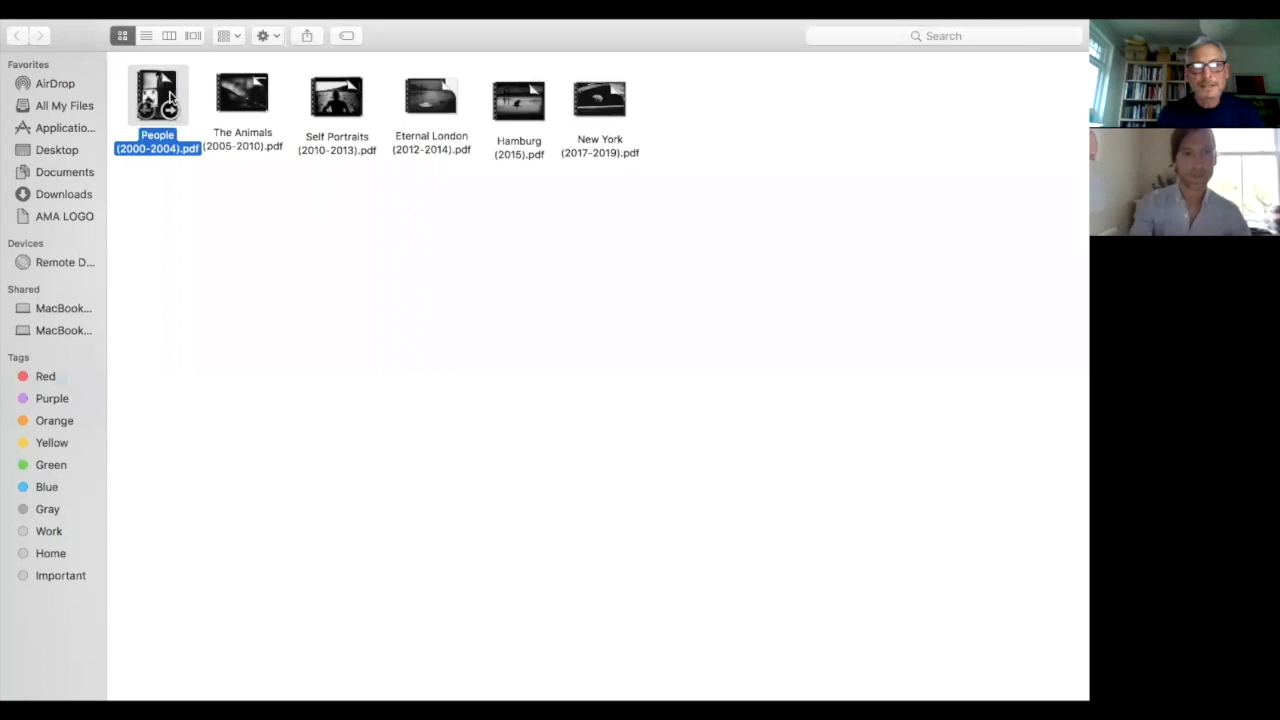 Search
Favorites
AirDrop
All My Files
Applicatio...
Desktop
Documents
Downloads
AMA LOGO
Devices
Remote D...
Shared
MacBook...
MacBook...
Tags
Red
Purple
Orange
Yellow
Green
Blue
Gray
Work
Home
Important
People
(2000-2004).pdf
The Animals
(2005-2010).pdf
Self Portraits
(2010-2013).pdf
Eternal London
(2012-2014).pdf
Hamburg
(2015).pdf
New York
(2017-2019).pdf